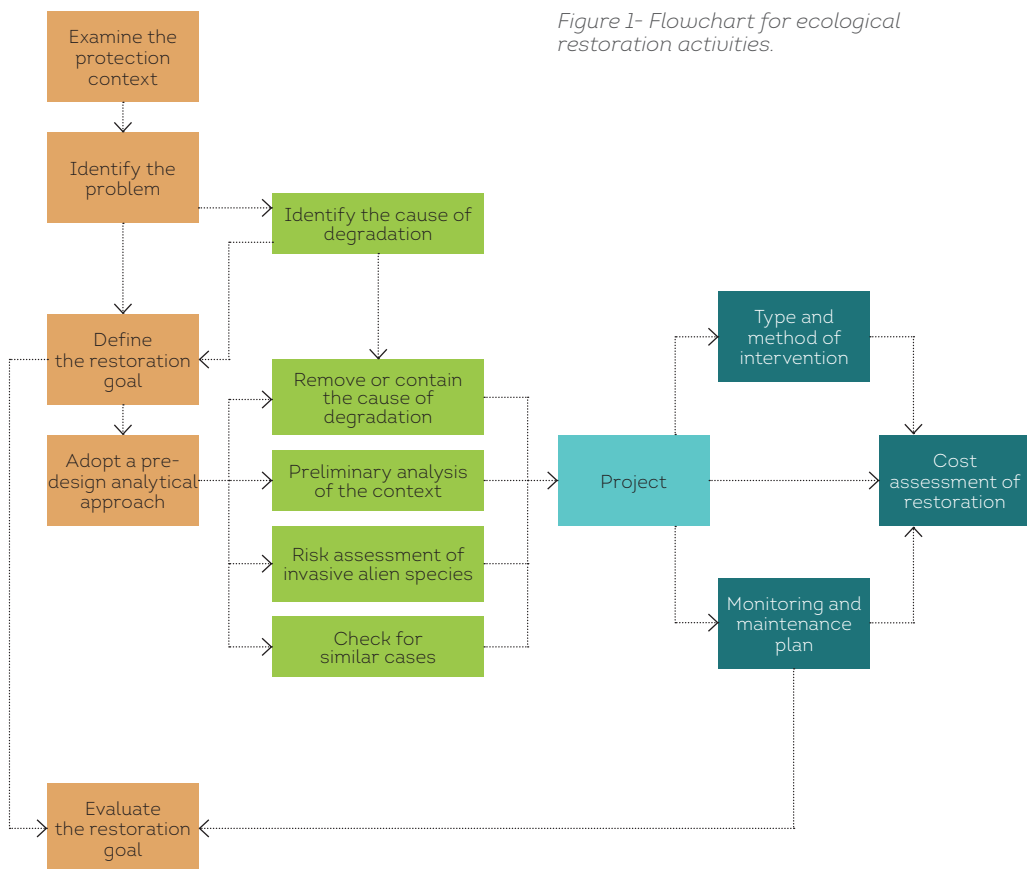 Figure 1- Flowchart for ecological
restoration activities.
Examine the
protection
context
Identify the
problem
Identify the cause of
degradation
Define
the restoration
goal
Remove or contain
the cause of
degradation
Adopt a pre-
design analytical
approach
Preliminary analysis
of the context
Risk assessment of
invasive alien species
Check for
similar cases
Project
Type and
method of
intervention
Cost
assessment of
restoration
Monitoring and
maintenance
plan
Evaluate
the restoration
goal